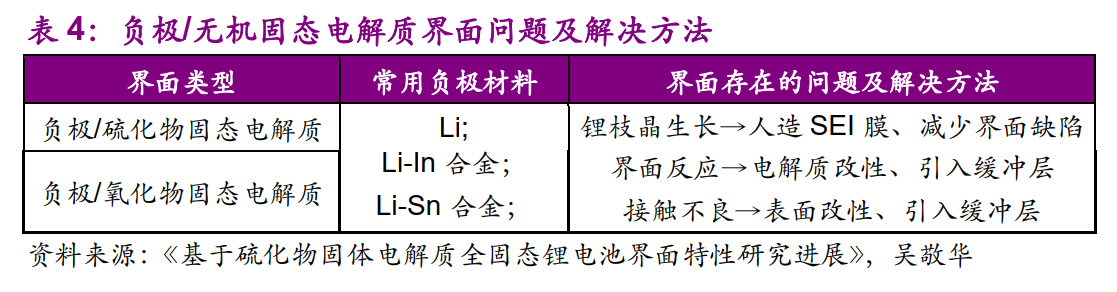 表 4：负极/无机固态电解质界面问题及解决方法
界面类型 常用负极材料 界面存在的问题及解决方法
负极/硫化物固态电解质
负极/氧化物固态电解质
Li;
Li-In 合金；
Li-Sn 合金；
锂枝晶生长→人造 SEI 膜、减少界面缺陷
界面反应→电解质改性、引入缓冲层
接触不良→表面改性、引入缓冲层
资料来源：《基于硫化物固体电解质全固态锂电池界面特性研究进展》，吴敬华